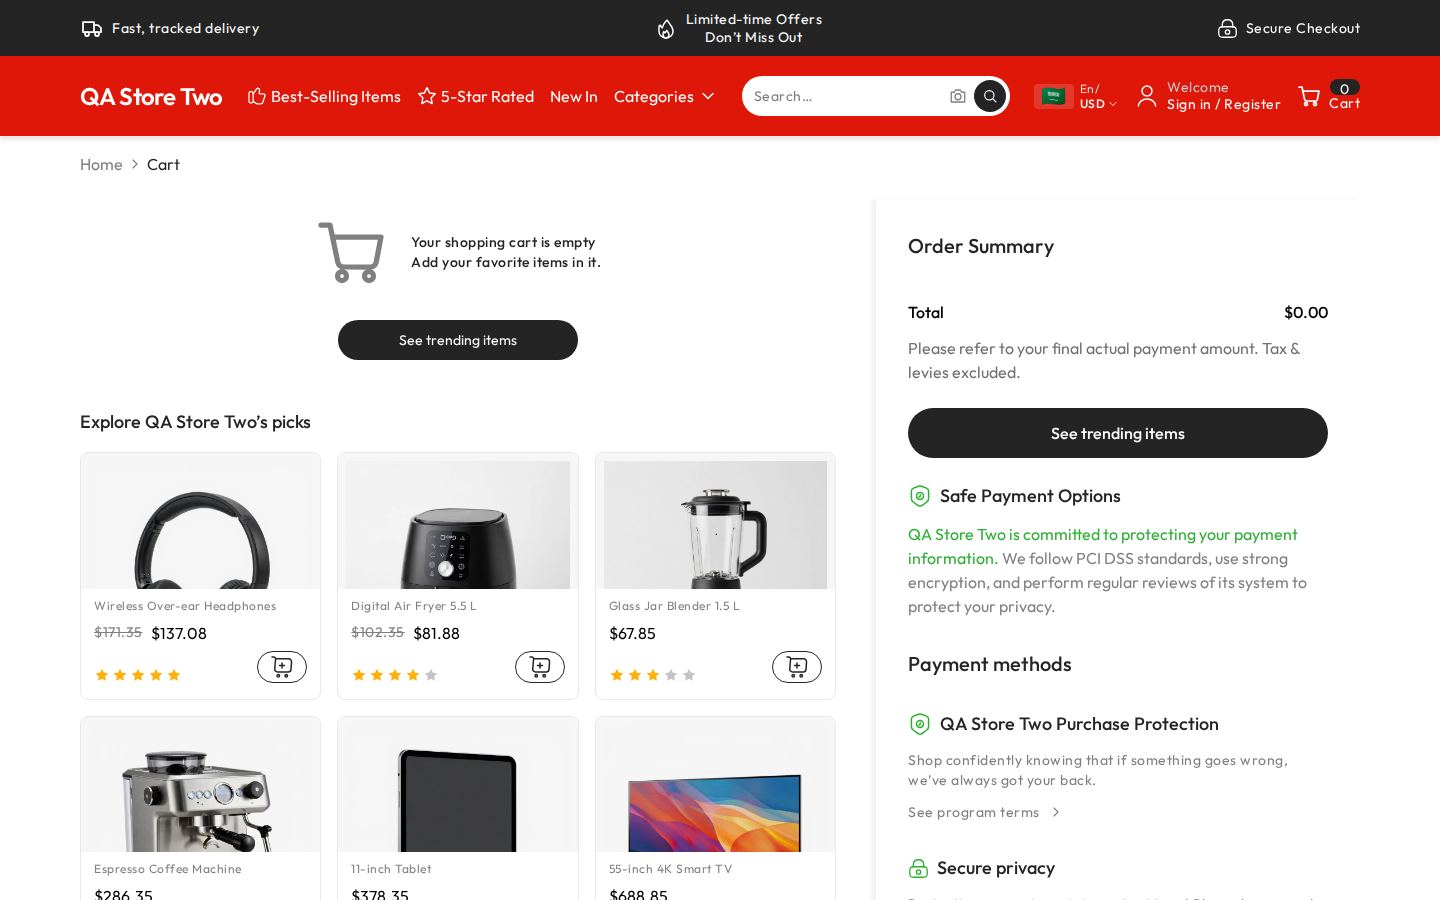 Fast, tracked delivery
Limited-time Offers
Don’t Miss Out
Secure Checkout
QA Store Two
Best-Selling Items
5-Star Rated
New In
Categories
Search...
En/
USD
Welcome
Sign in / Register
0
Cart
Home
Cart
Your shopping cart is empty
Add your favorite items in it.
See trending items
Explore QA Store Two’s picks
Wireless Over-ear Headphones
$171.35 $137.08
Digital Air Fryer 5.5 L
$102.35 $81.88
Glass Jar Blender 1.5 L
$67.85
Espresso Coffee Machine
$286.35
11-inch Tablet
$378.35
55-inch 4K Smart TV
$688.85
Order Summary
Total $0.00
Please refer to your final actual payment amount. Tax &
levies excluded.
See trending items
Safe Payment Options
QA Store Two is committed to protecting your payment
information. We follow PCI DSS standards, use strong
encryption, and perform regular reviews of its system to
protect your privacy.
Payment methods
QA Store Two Purchase Protection
Shop confidently knowing that if something goes wrong,
we’ve always got your back.
See program terms
Secure privacy